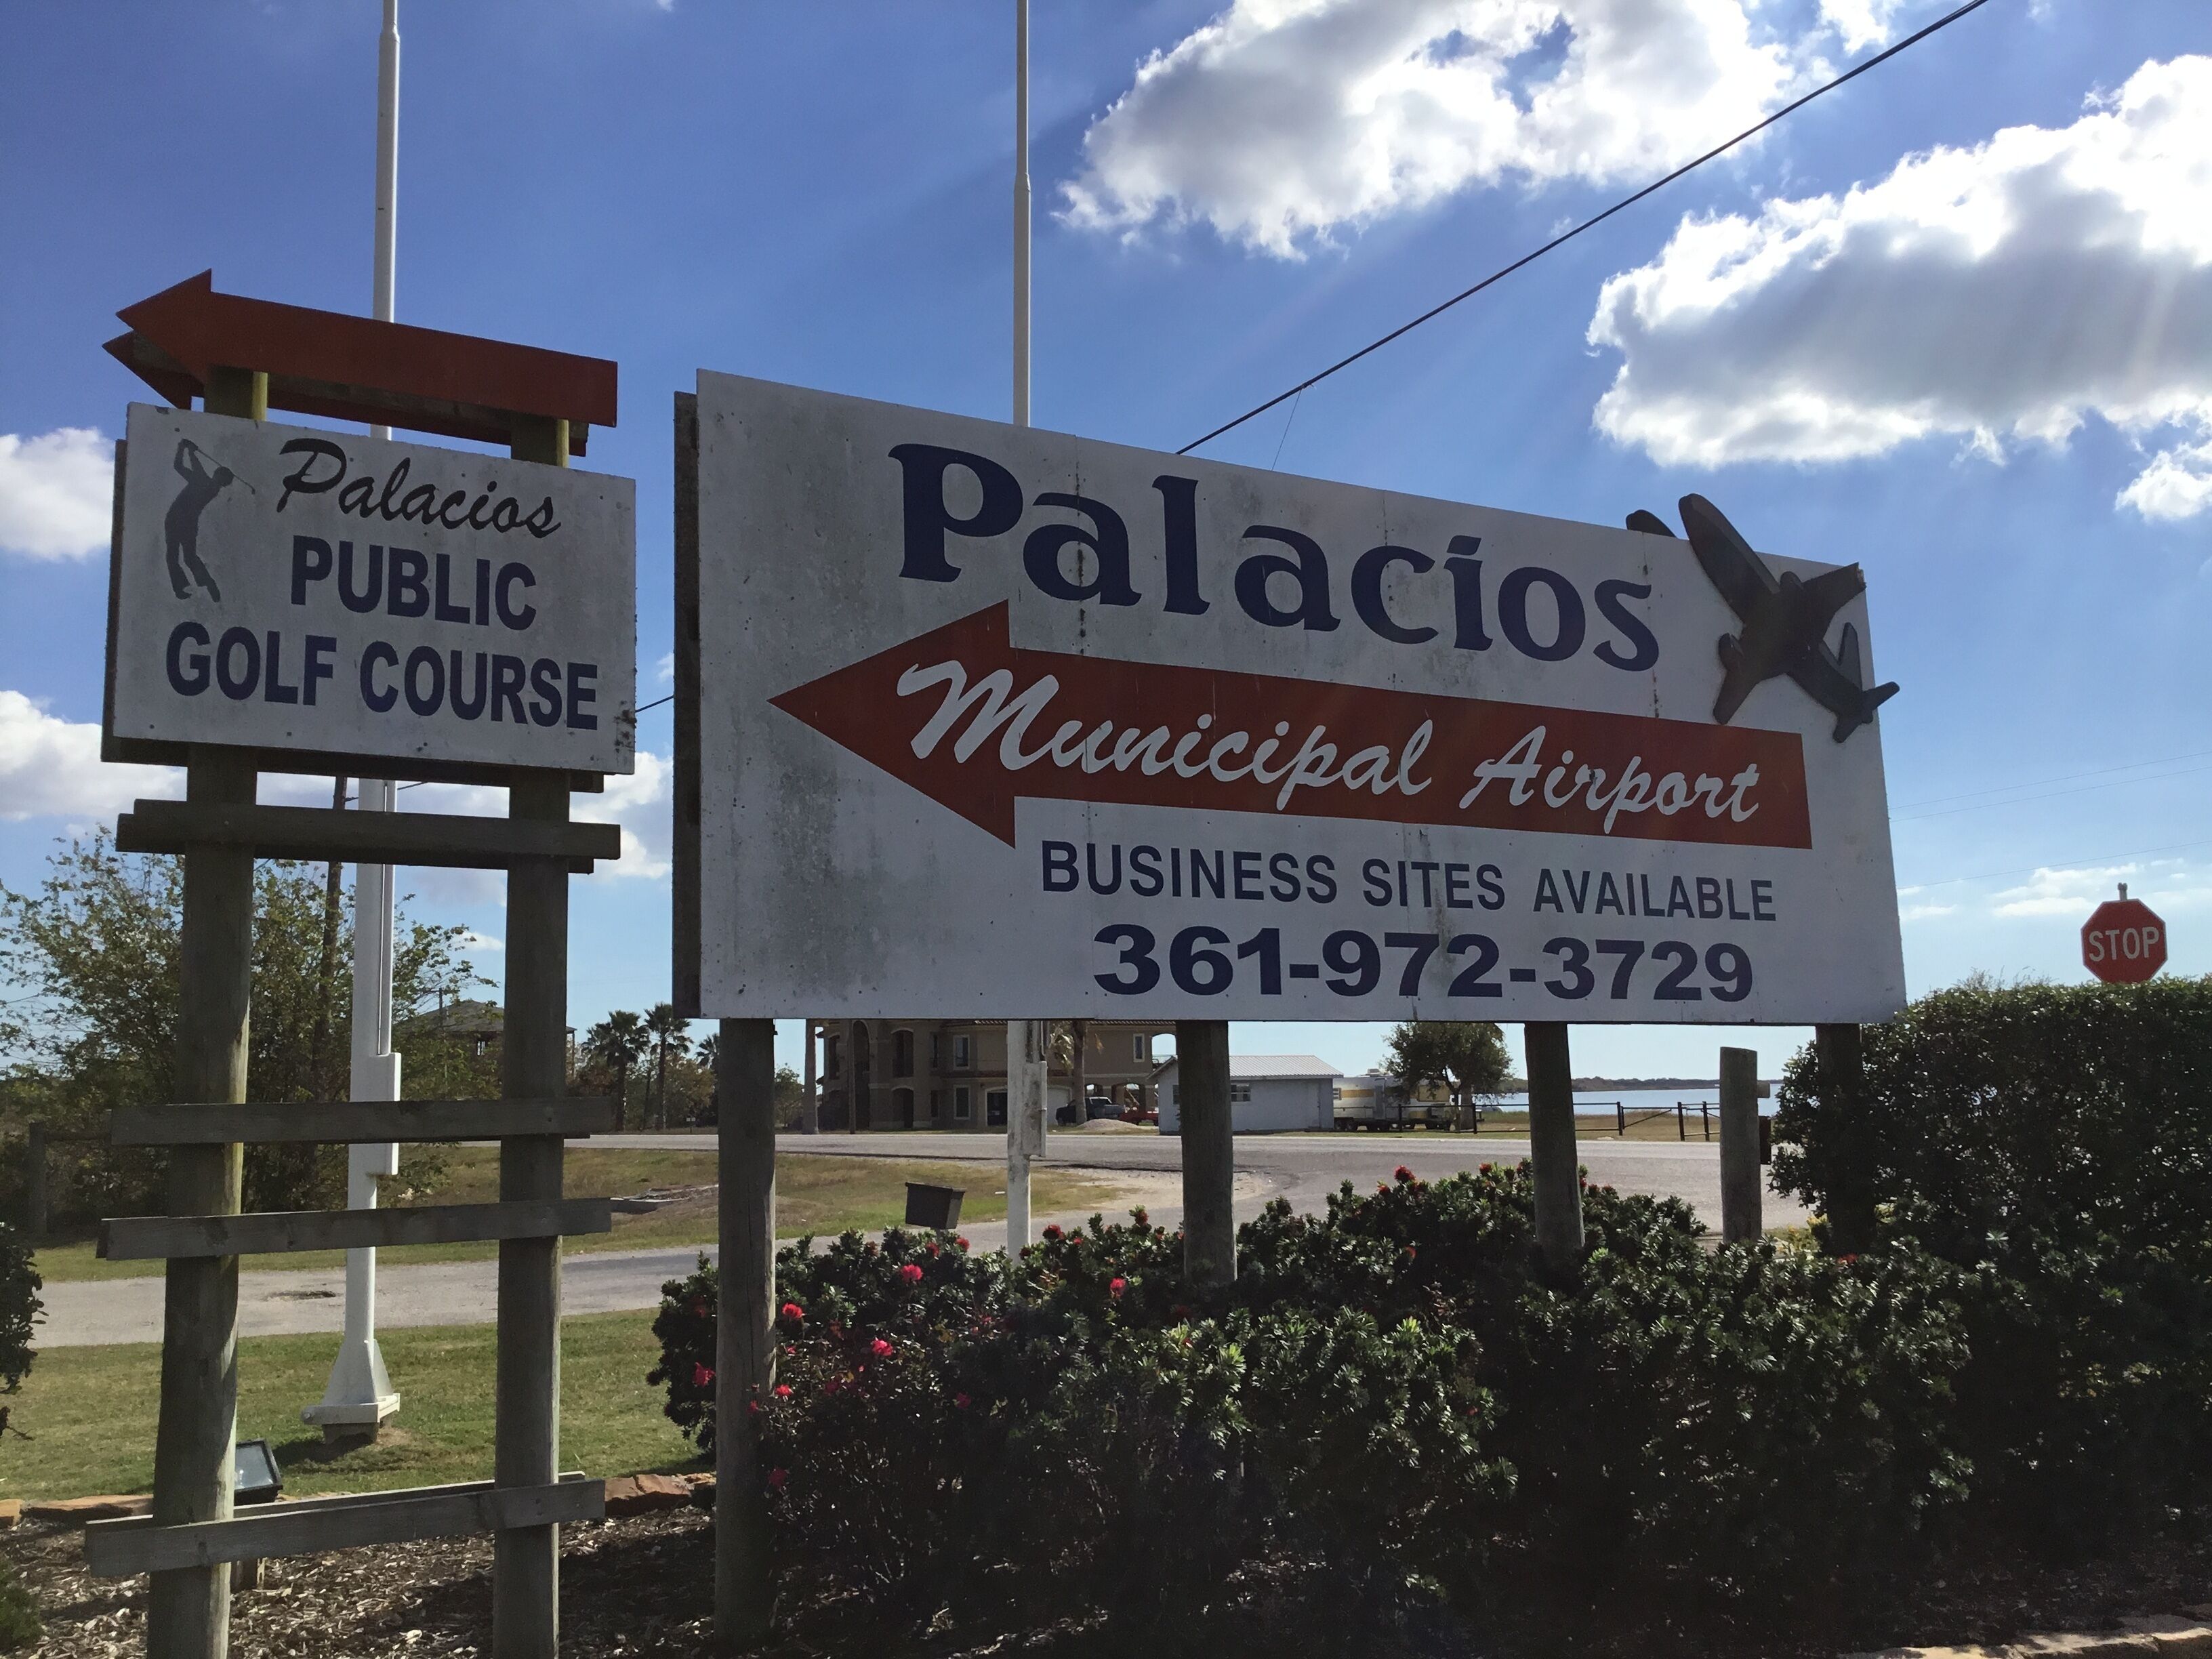 Palacios
PUBLIC
GOLF COURSE
Palacios
Municipal Airport
BUSINESS SITES AVAILABLE
361-972-3729
STOP